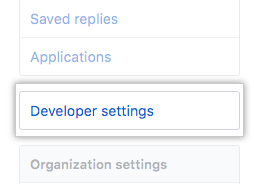 Saved replies
Applications
Developer settings
Organization settings